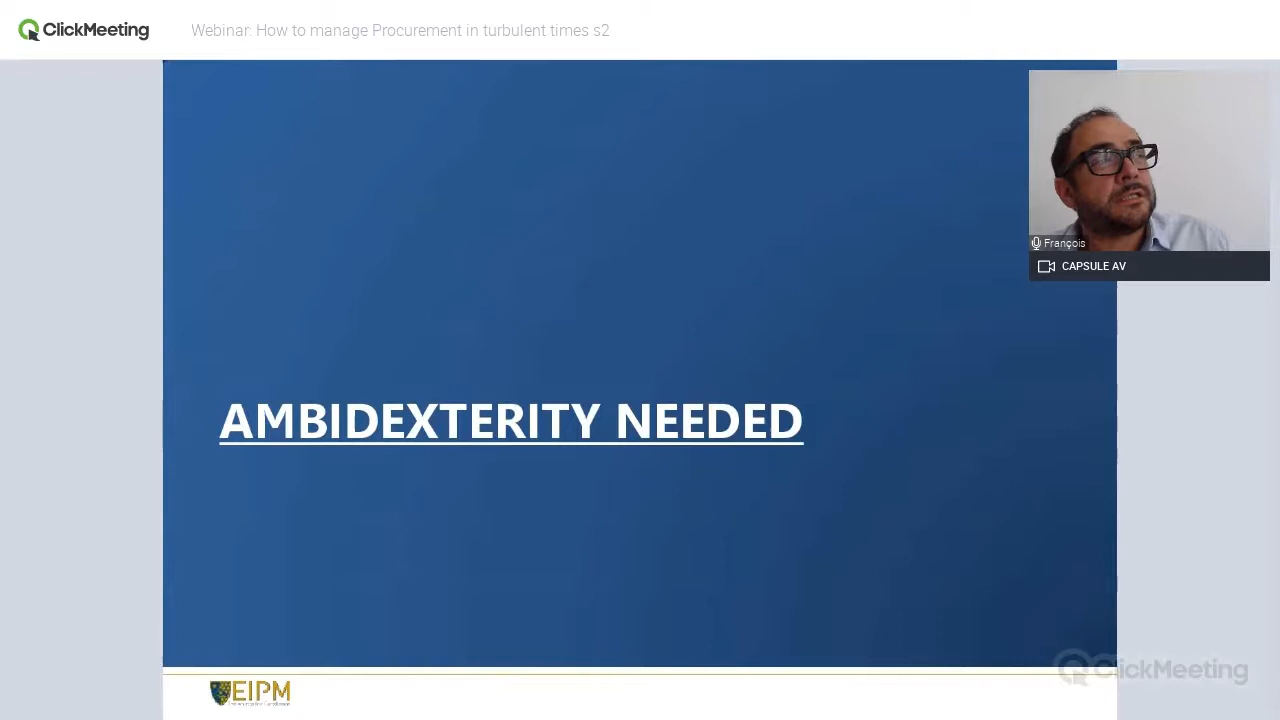 ClickMeeting
Webinar: How to manage Procurement in turbulent times s2
François
CAPSULE AV
AMBIDEXTERITY NEEDED
ClickMeeting
EIPM